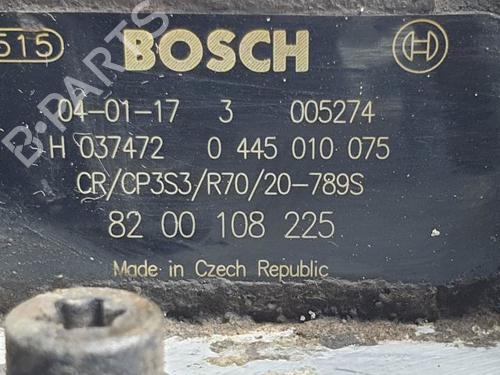 515 BOSCH
04-01-17 3 005274
H 037472 0 445 010 075
CR/CP3S3/R70/20-789S
82 00 108 225
Made in Czech Republic
B-PARTS